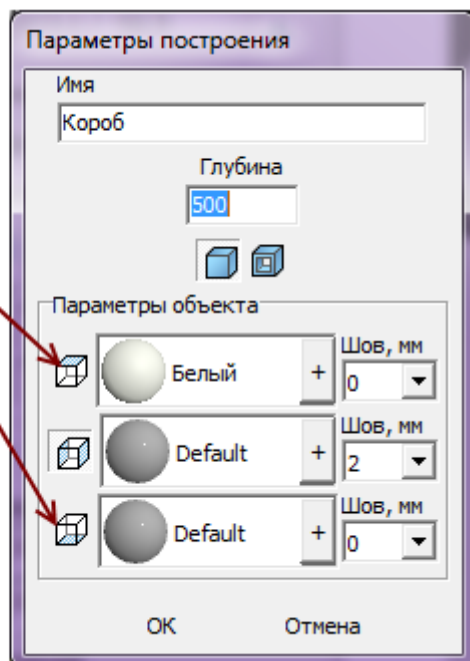 Параметры построения
Имя
Короб
Глубина
500
Параметры объекта
Шов, мм
Белый + 0
Шов, мм
Default + 2
Шов, мм
Default + 0
ОК Отмена